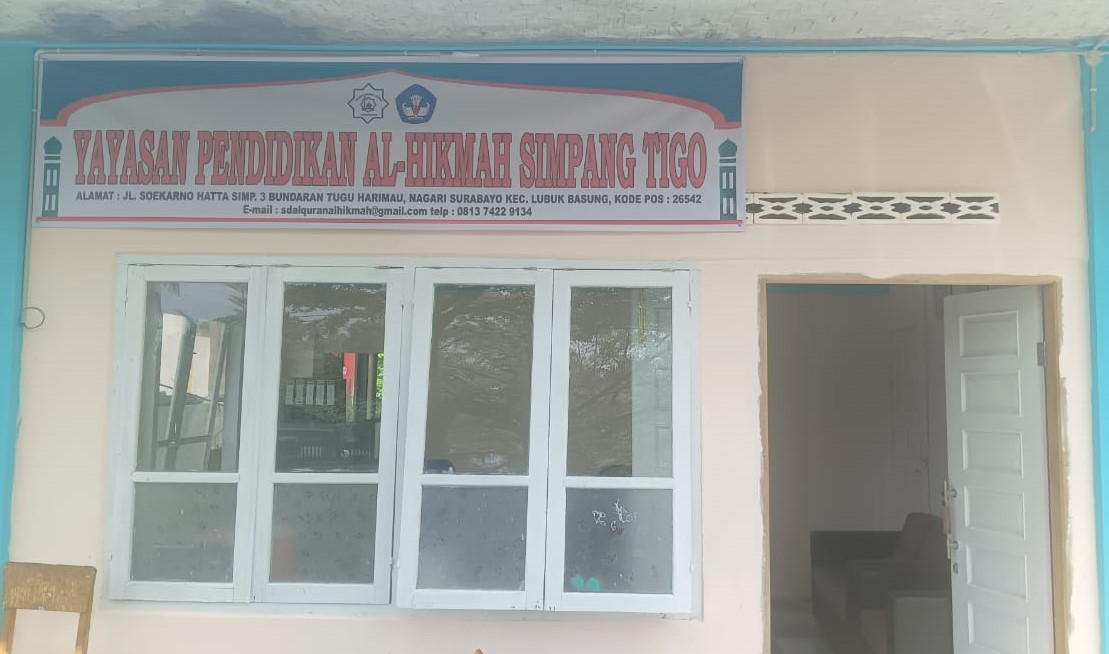 YAYASAN PENDIDIKAN AL-HIKMAH SIMPANG TIGO
ALAMAT : JL. SOEKARNO HATTA SIMP. 3 BUNDARAN TUGU HARIMAU, NAGARI SURABAYO KEC. LUBUK BASUNG, KODE POS : 26542
E-mail : sdalquranalhikmah@gmail.com telp : 0813 7422 9134